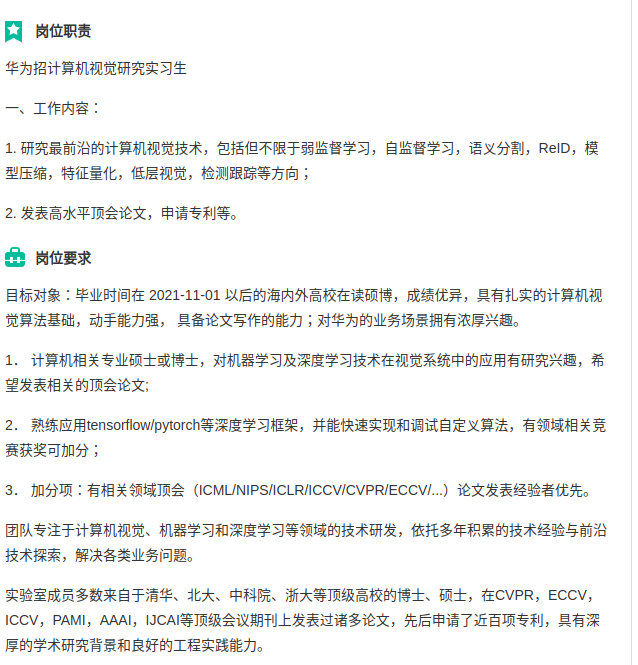 岗位职责
华为招计算机视觉研究实习生
一、工作内容：
1. 研究最前沿的计算机视觉技术，包括但不限于弱监督学习，自监督学习，语义分割，ReID，模
型压缩，特征量化，低层视觉，检测跟踪等方向；
2. 发表高水平顶会论文，申请专利等。
岗位要求
目标对象：毕业时间在 2021-11-01 以后的海内外高校在读硕博，成绩优异，具有扎实的计算机视
觉算法基础，动手能力强， 具备论文写作的能力；对华为的业务场景拥有浓厚兴趣。
1． 计算机相关专业硕士或博士，对机器学习及深度学习技术在视觉系统中的应用有研究兴趣，希
望发表相关的顶会论文;
2． 熟练应用tensorflow/pytorch等深度学习框架，并能快速实现和调试自定义算法，有领域相关竞
赛获奖可加分；
3． 加分项：有相关领域顶会（ICML/NIPS/ICLR/ICCV/CVPR/ECCV/...）论文发表经验者优先。
团队专注于计算机视觉、机器学习和深度学习等领域的技术研发，依托多年积累的技术经验与前沿
技术探索，解决各类业务问题。
实验室成员多数来自于清华、北大、中科院、浙大等顶级高校的博士、硕士，在CVPR，ECCV，
ICCV，PAMI，AAAI，IJCAI等顶级会议期刊上发表过诸多论文，先后申请了近百项专利，具有深
厚的学术研究背景和良好的工程实践能力。